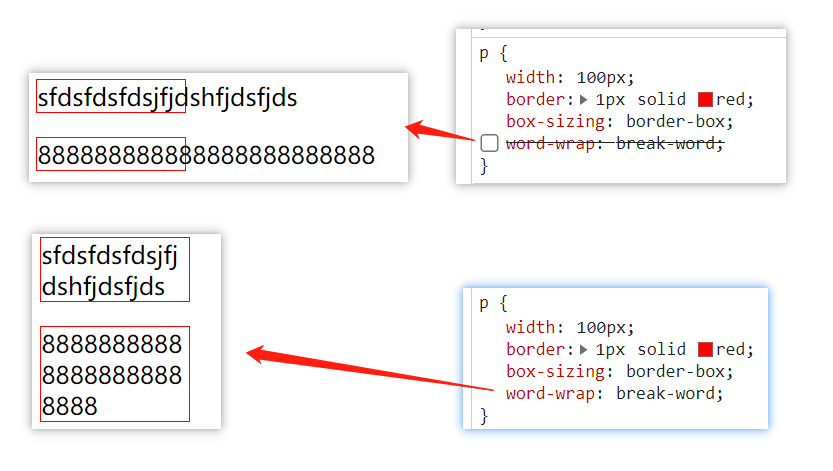 sfdsfdsfdsjfjdshfjdsfjds
888888888888888888888888
p {
width: 100px;
border: 1px solid red;
box-sizing: border-box;
word-wrap: break-word;
}
sfdsfdsfdsjfj
dshfjdsfjds
8888888888
8888888888
8888
p {
width: 100px;
border: 1px solid red;
box-sizing: border-box;
word-wrap: break-word;
}